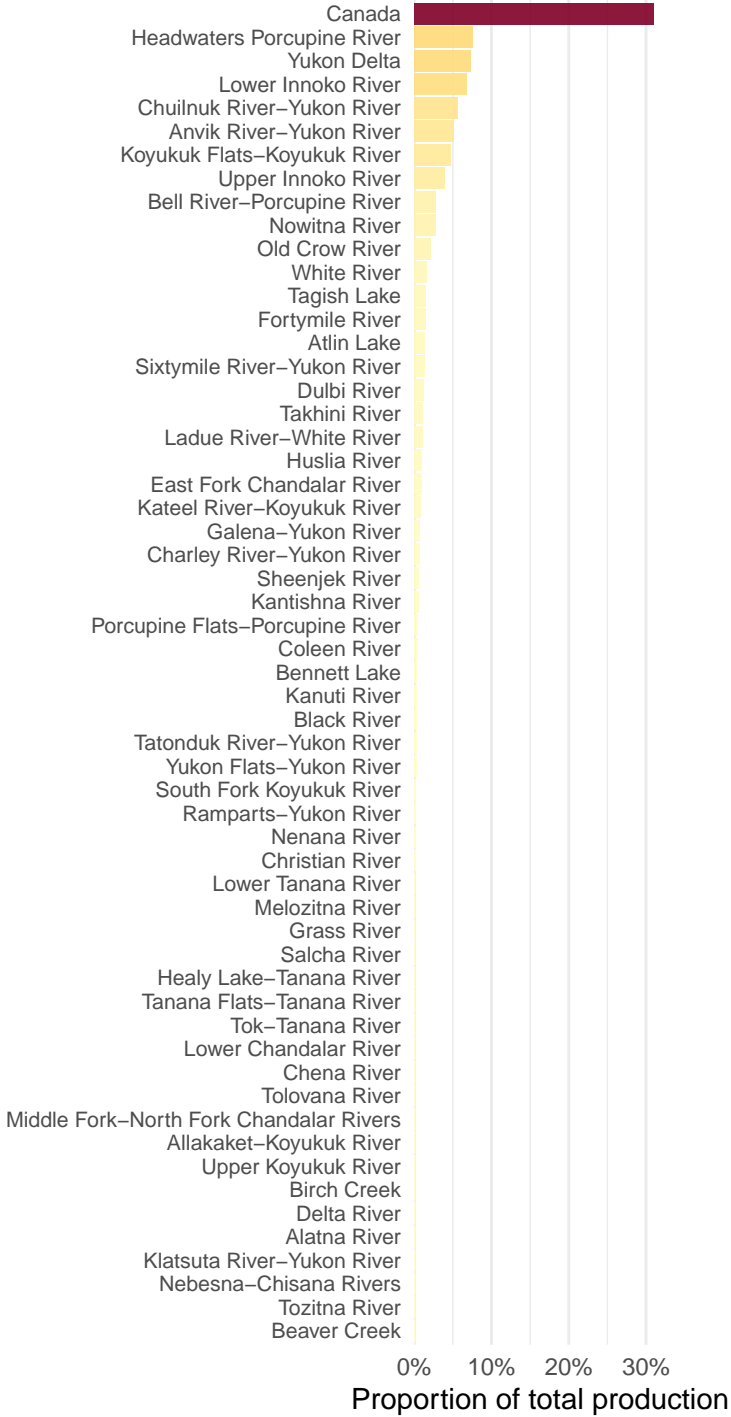 Canada
Headwaters Porcupine River
Yukon Delta
Lower Innoko River
Chuilnuk River−Yukon River
Anvik River−Yukon River
Koyukuk Flats−Koyukuk River
Upper Innoko River
Bell River−Porcupine River
Nowitna River
Old Crow River
White River
Tagish Lake
Fortymile River
Atlin Lake
Sixtymile River−Yukon River
Dulbi River
Takhini River
Ladue River−White River
Huslia River
East Fork Chandalar River
Kateel River−Koyukuk River
Galena−Yukon River
Charley River−Yukon River
Sheenjek River
Kantishna River
Porcupine Flats−Porcupine River
Coleen River
Bennett Lake
Kanuti River
Black River
Tatonduk River−Yukon River
Yukon Flats−Yukon River
South Fork Koyukuk River
Ramparts−Yukon River
Nenana River
Christian River
Lower Tanana River
Melozitna River
Grass River
Salcha River
Healy Lake−Tanana River
Tanana Flats−Tanana River
Tok−Tanana River
Lower Chandalar River
Chena River
Tolovana River
Middle Fork−North Fork Chandalar Rivers
Allakaket−Koyukuk River
Upper Koyukuk River
Birch Creek
Delta River
Alatna River
Klatsuta River−Yukon River
Nebesna−Chisana Rivers
Tozitna River
Beaver Creek
0% 10% 20% 30%
Proportion of total production